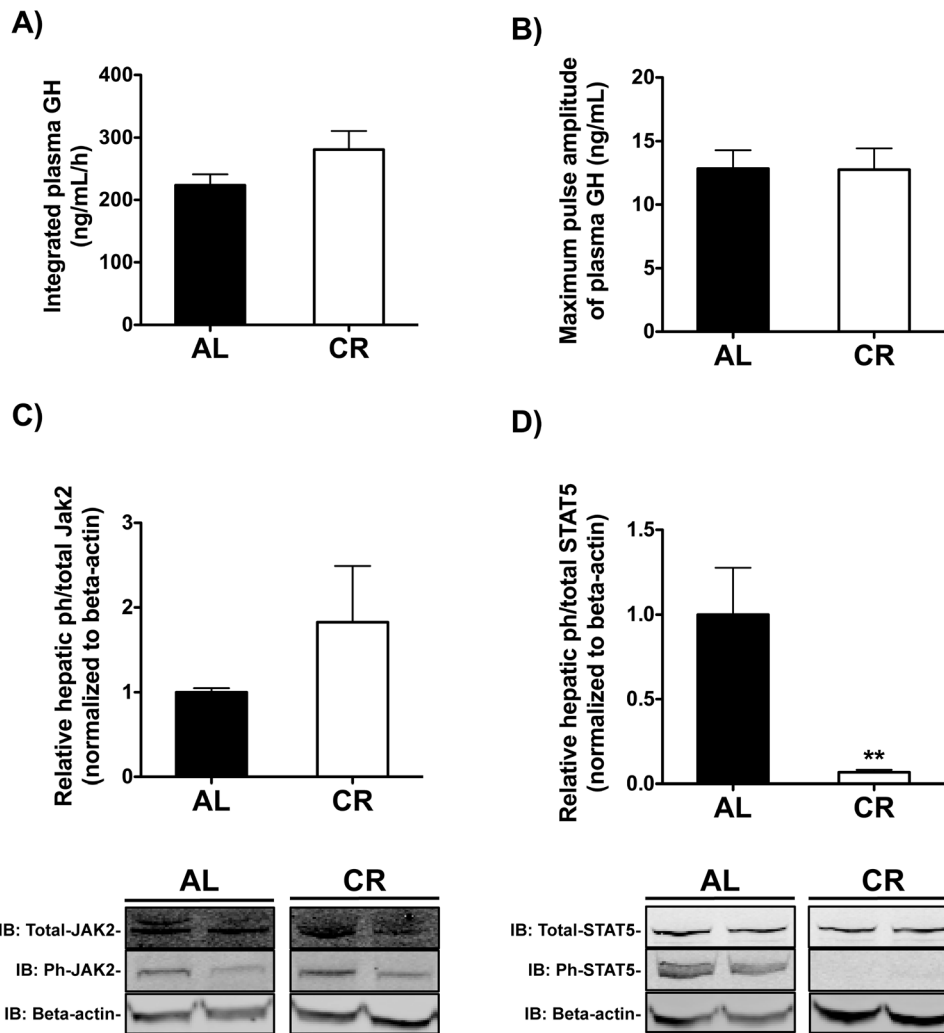 A)
Integrated plasma GH
(ng/mL/h)
400
300
200
100
0
AL
CR
B)
Maximum pulse amplitude
of plasma GH (ng/mL)
20
15
10
5
0
AL
CR
C)
Relative hepatic ph/total Jak2
(normalized to beta-actin)
3
2
1
0
AL
CR
D)
Relative hepatic ph/total STAT5
(normalized to beta-actin)
1.5
1.0
0.5
0.0
**
AL
CR
AL
CR
IB: Total-JAK2-
IB: Ph-JAK2-
IB: Beta-actin-
AL
CR
IB: Total-STAT5-
IB: Ph-STAT5-
IB: Beta-actin-